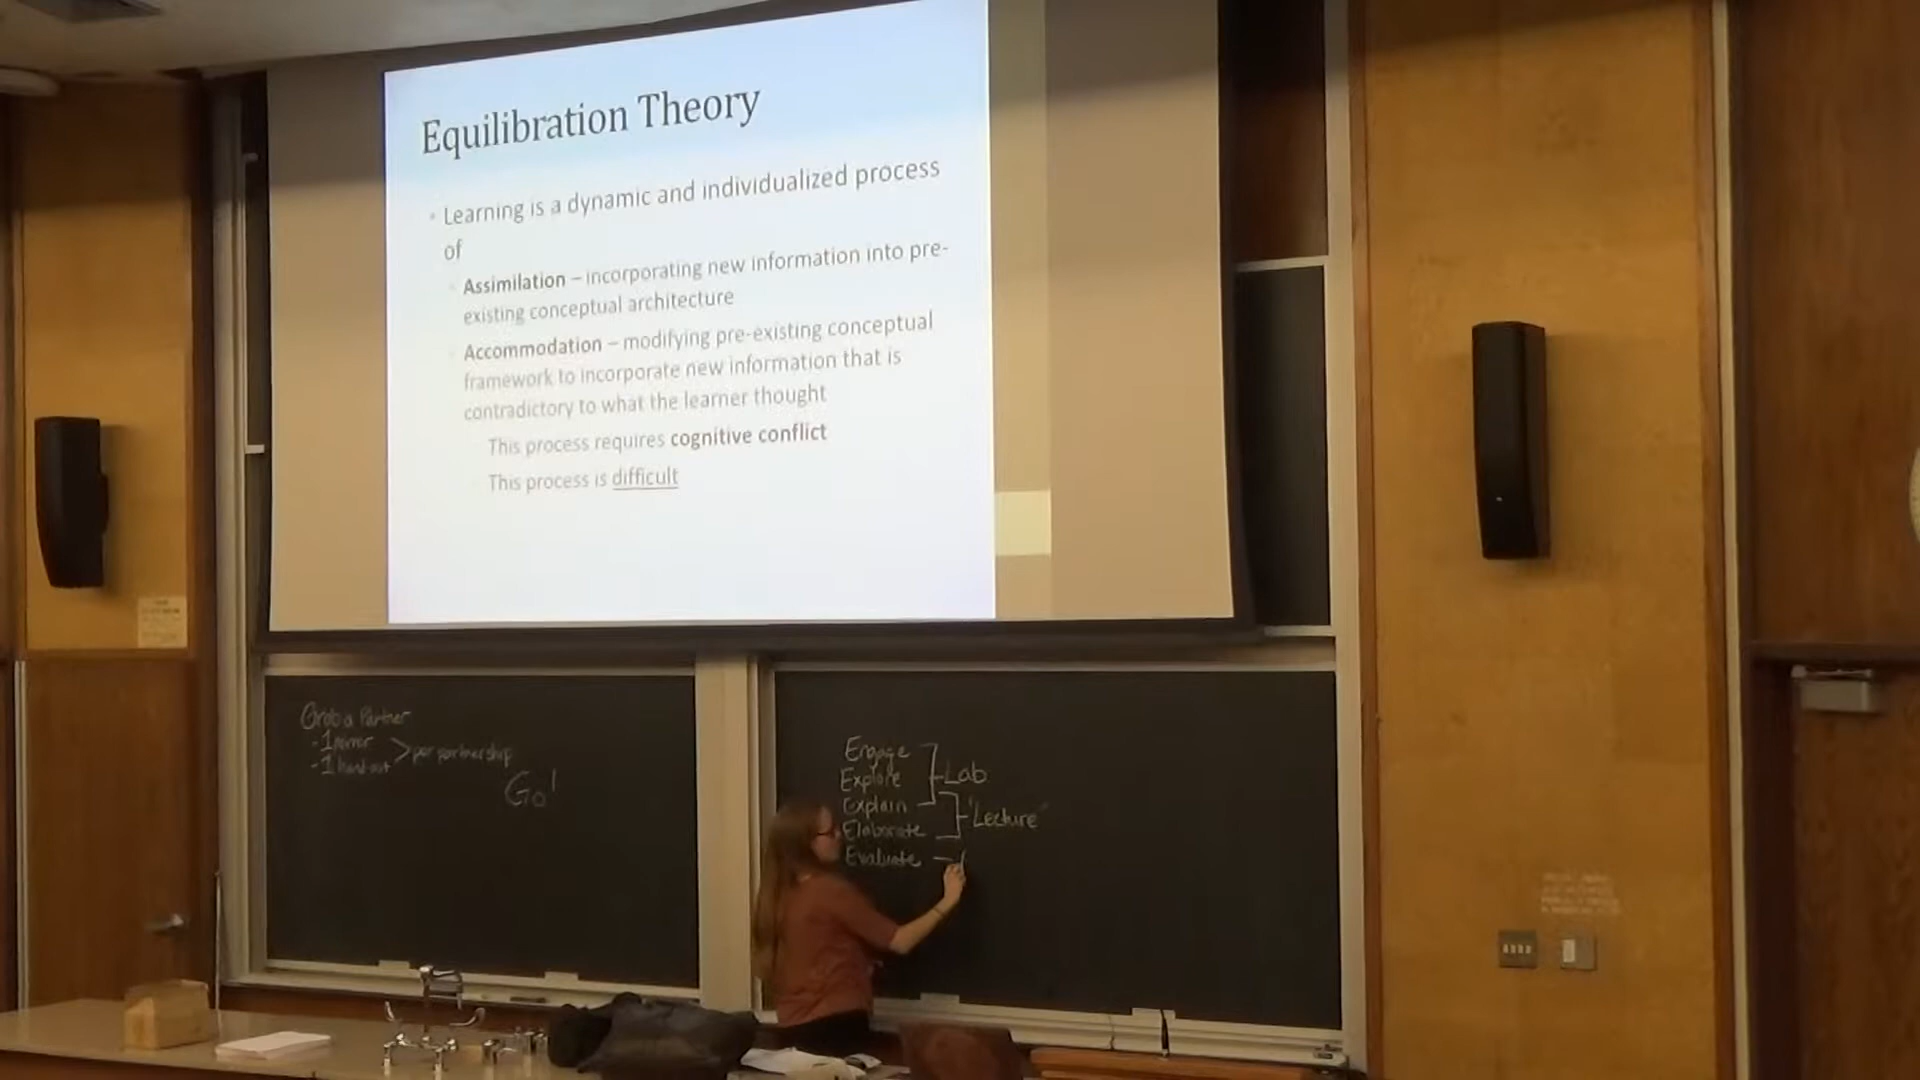 Equilibration Theory
• Learning is a dynamic and individualized process
of
Assimilation – incorporating new information into pre-
existing conceptual architecture
Accommodation – modifying pre-existing conceptual
framework to incorporate new information that is
contradictory to what the learner thought
This process requires cognitive conflict
This process is difficult
Grab a Partner
- 1 mirror
- 1 hand out
per partnership
Go!
Engage
Explore
Lab
Explain
"Lecture"
Elaborate
Evaluate —